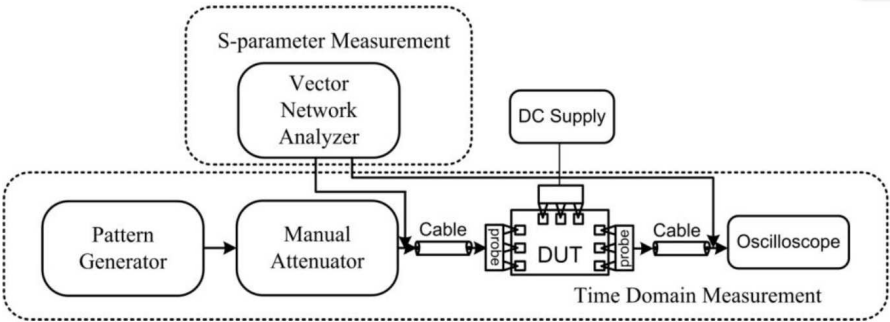 S-parameter Measurement
Vector
Network
Analyzer
DC Supply
Pattern
Generator
Manual
Attenuator
Cable
probe
DUT
probe
Cable
Oscilloscope
Time Domain Measurement